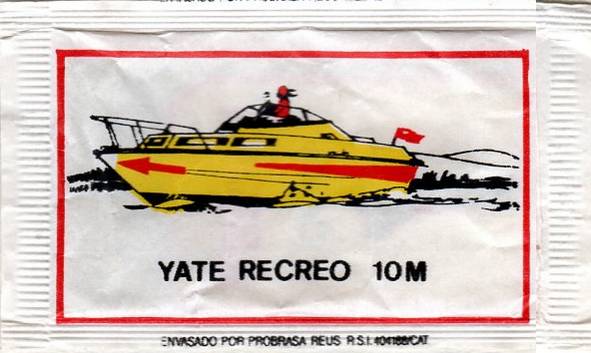 YATE RECREO 10M
ENVASADO POR PROBRASA REUS R.S.I. 404188/CAT